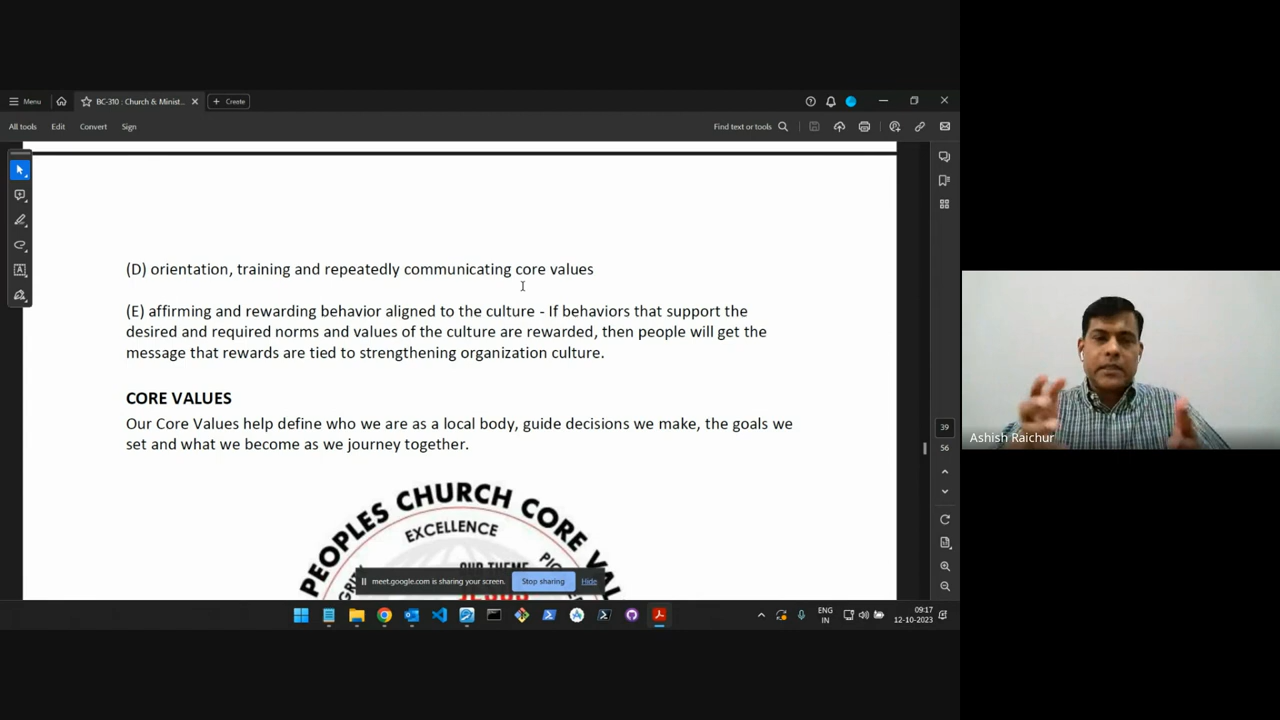 Menu
BC-310 : Church & Minist...
Create
All tools
Edit
Convert
Sign
Find text or tools
(D) orientation, training and repeatedly communicating core values
(E) affirming and rewarding behavior aligned to the culture - If behaviors that support the
desired and required norms and values of the culture are rewarded, then people will get the
message that rewards are tied to strengthening organization culture.
CORE VALUES
Our Core Values help define who we are as a local body, guide decisions we make, the goals we
set and what we become as we journey together.
PEOPLES CHURCH CORE VAL
EXCELLENCE
OUR THEME
JESUS
meet.google.com is sharing your screen.
Stop sharing
Hide
39
56
ENG
IN
09:17
12-10-2023
Ashish Raichur